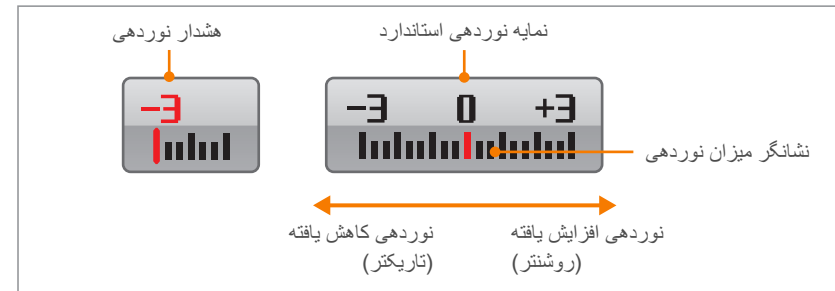 نمایه نوردهی استاندارد
هشدار نوردهی
-3 0 +3
-3
نشانگر میزان نوردهی
نوردهی افزایش یافته
(روشنتر)
نوردهی کاهش یافته
(تاریکتر)